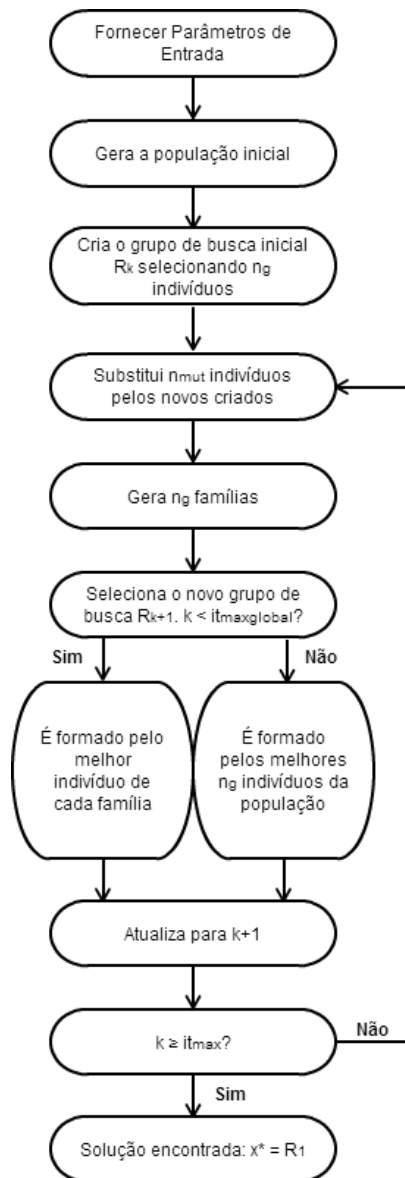 Fornecer Parâmetros de
Entrada
Gera a população inicial
Cria o grupo de busca inicial
Rk selecionando ng
indivíduos
Substitui nmut indivíduos
pelos novos criados
Gera ng famílias
Seleciona o novo grupo de
busca Rk+1. k < itmaxglobal?
Sim
Não
É formado pelo
melhor
indivíduo de
cada família
É formado
pelos melhores
ng indivíduos da
população
Atualiza para k+1
k ≥ itmax?
Não
Sim
Solução encontrada: x* = R1